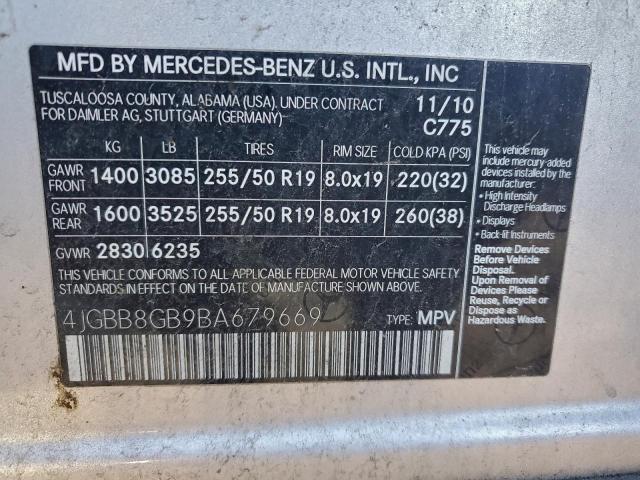 MFD BY MERCEDES-BENZ U.S. INTL., INC
TUSCALOOSA COUNTY, ALABAMA (USA). UNDER CONTRACT 11/10
FOR DAIMLER AG, STUTTGART (GERMANY) C775
KG LB TIRES RIM SIZE COLD KPA (PSI)
GAWR FRONT 1400 3085 255/50 R19 8.0x19 220(32)
GAWR REAR 1600 3525 255/50 R19 8.0x19 260(38)
GVWR 2830 6235
THIS VEHICLE CONFORMS TO ALL APPLICABLE FEDERAL MOTOR VEHICLE SAFETY
STANDARDS IN EFFECT ON THE DATE OF MANUFACTURE SHOWN ABOVE.
4JGBB8GB9BA679669 TYPE: MPV
This vehicle may
include mercury-added
devices installed by the
manufacturer:
• High Intensity
Discharge Headlamps
• Displays
• Back-lit Instruments
Remove Devices
Before Vehicle
Disposal.
Upon Removal of
Devices Please
Reuse, Recycle or
Dispose as
Hazardous Waste.